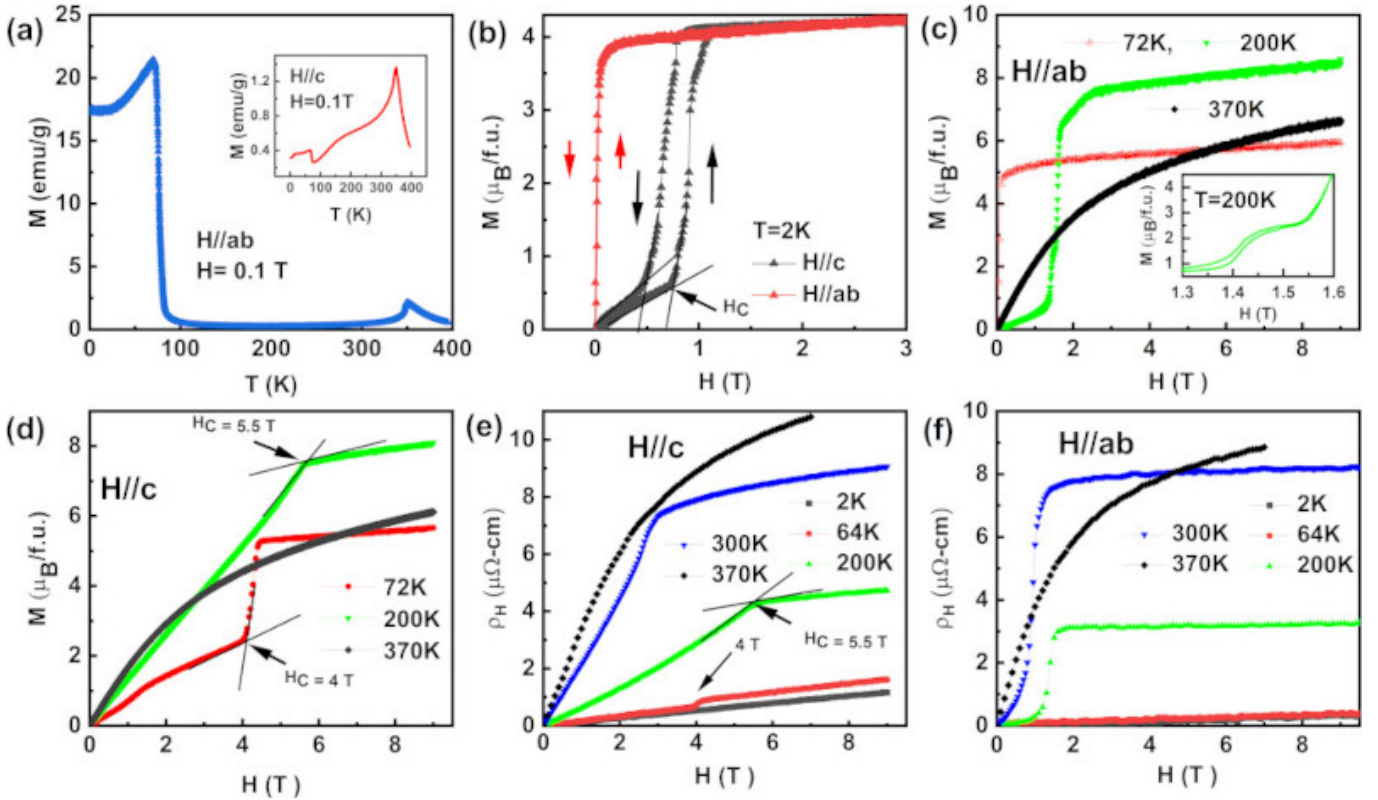 (a)
25
20
15
10
5
0
M (emu/g)
100
200
300
400
T (K)
H//ab
H= 0.1 T
H//c
H=0.1T
M (emu/g)
1.2
0.8
0.4
0
100
200
300
400
T (K)
(b)
4
3
2
1
0
M (μB/f.u.)
0
1
2
3
H (T)
T=2K
H//c
H//ab
HC
(c)
H//ab
72K,
200K
370K
10
8
6
4
2
0
M (μB/f.u.)
0
2
4
6
8
H (T )
T=200K
M (μB/f.u.)
4
3
2
1
1.3
1.4
1.5
1.6
H (T)
(d)
H//c
HC = 5.5 T
HC = 4 T
72K
200K
370K
8
6
4
2
0
M (μB/f.u.)
0
2
4
6
8
H (T )
(e)
H//c
10
8
6
4
2
0
ρH (μΩ-cm)
300K
370K
2K
64K
200K
4 T
HC = 5.5 T
0
2
4
6
8
H (T )
(f)
H//ab
10
8
6
4
2
0
ρH (μΩ-cm)
300K
370K
2K
64K
200K
0
2
4
6
8
H (T )